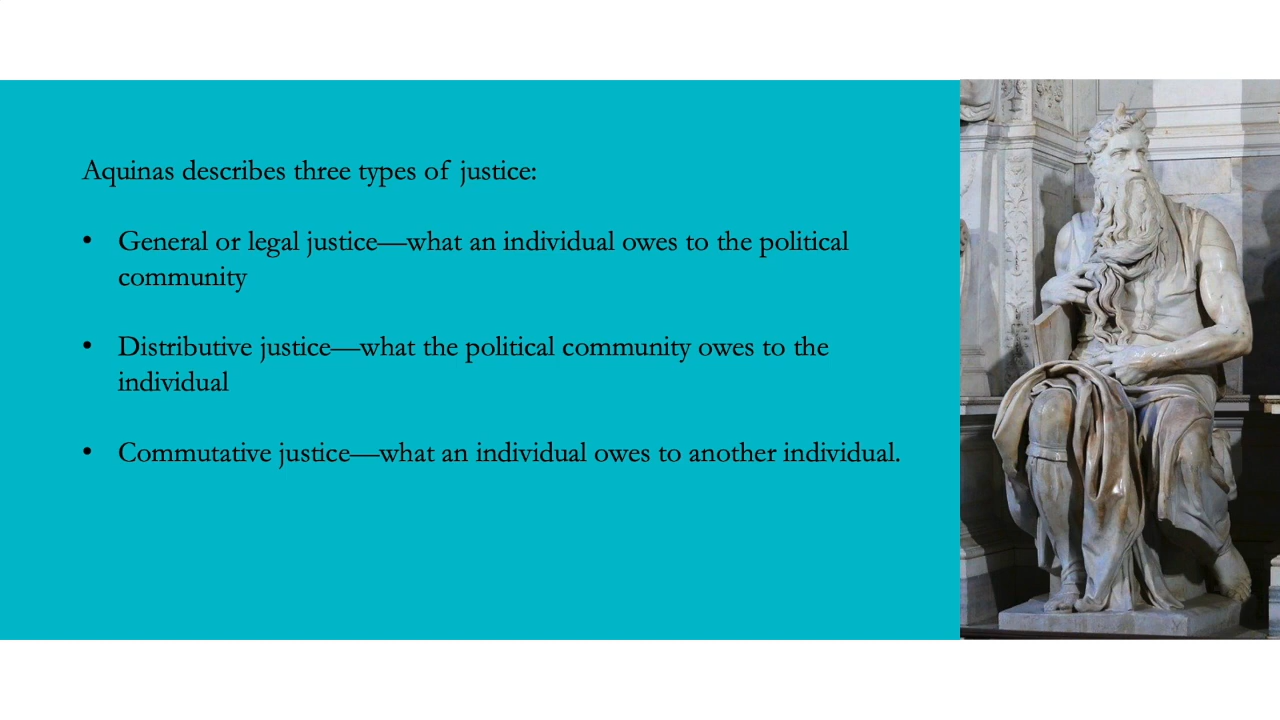 Aquinas describes three types of justice:
• General or legal justice—what an individual owes to the political
community
• Distributive justice—what the political community owes to the
individual
• Commutative justice—what an individual owes to another individual.